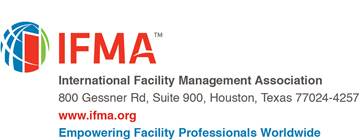 IFMA™
International Facility Management Association
800 Gessner Rd, Suite 900, Houston, Texas 77024-4257
www.ifma.org
Empowering Facility Professionals Worldwide